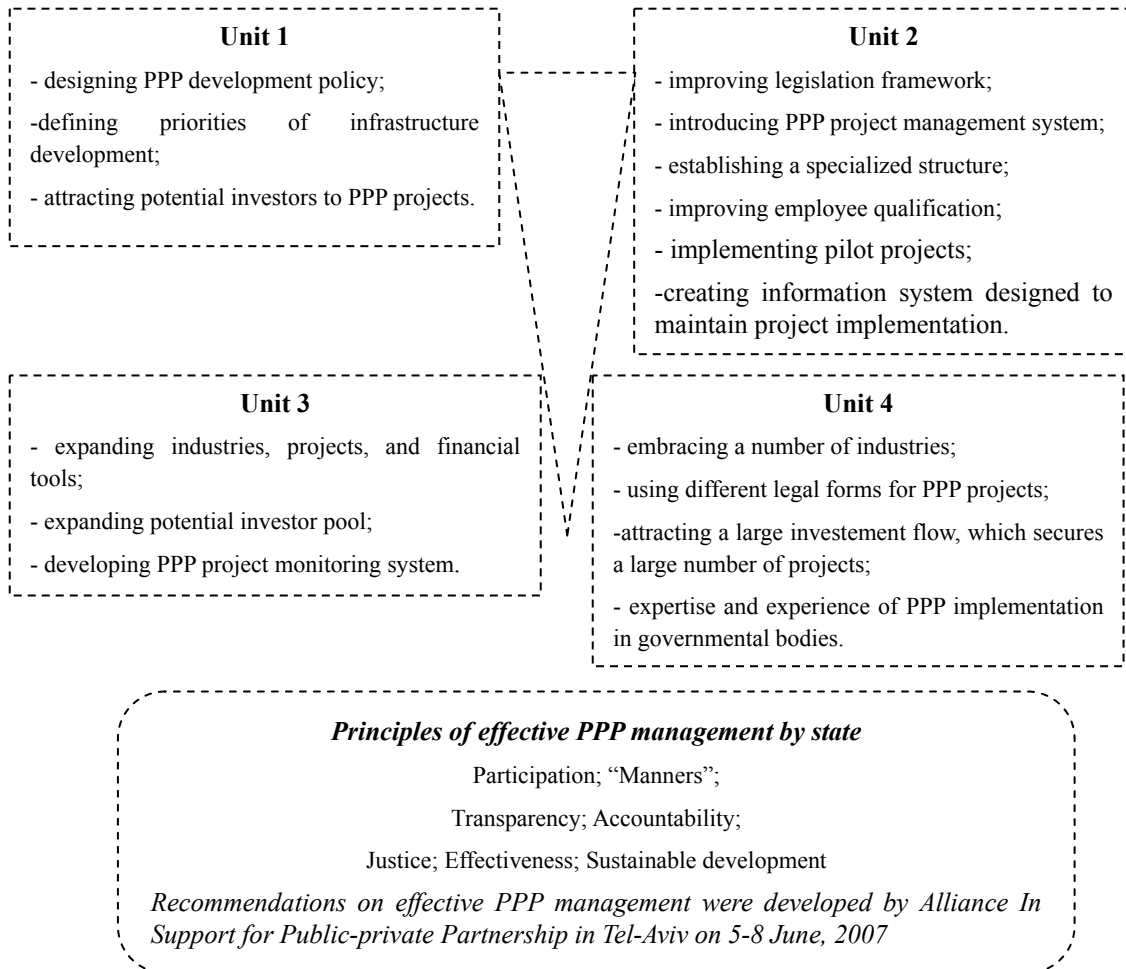 Unit 1
- designing PPP development policy;
-defining priorities of infrastructure
development;
- attracting potential investors to PPP projects.
Unit 2
- improving legislation framework;
- introducing PPP project management system;
- establishing a specialized structure;
- improving employee qualification;
- implementing pilot projects;
-creating information system designed to
maintain project implementation.
Unit 3
- expanding industries, projects, and financial
tools;
- expanding potential investor pool;
- developing PPP project monitoring system.
Unit 4
- embracing a number of industries;
- using different legal forms for PPP projects;
-attracting a large investement flow, which secures
a large number of projects;
- expertise and experience of PPP implementation
in governmental bodies.
Principles of effective PPP management by state
Participation; “Manners”;
Transparency; Accountability;
Justice; Effectiveness; Sustainable development
Recommendations on effective PPP management were developed by Alliance In
Support for Public-private Partnership in Tel-Aviv on 5-8 June, 2007